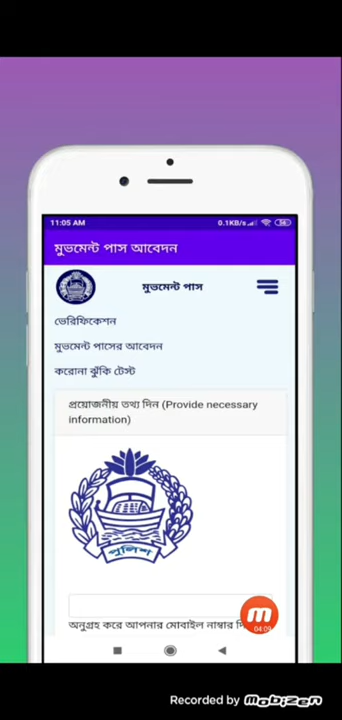 11:05 AM 0.1KB/s 56
মুভমেন্ট পাস আবেদন
মুভমেন্ট পাস
ভেরিফিকেশন
মুভমেন্ট পাসের আবেদন
করোনা ঝুঁকি টেস্ট
প্রয়োজনীয় তথ্য দিন (Provide necessary
information)
পুলিশ
04:09
অনুগ্রহ করে আপনার মোবাইল নাম্বার
Recorded by Mobizen